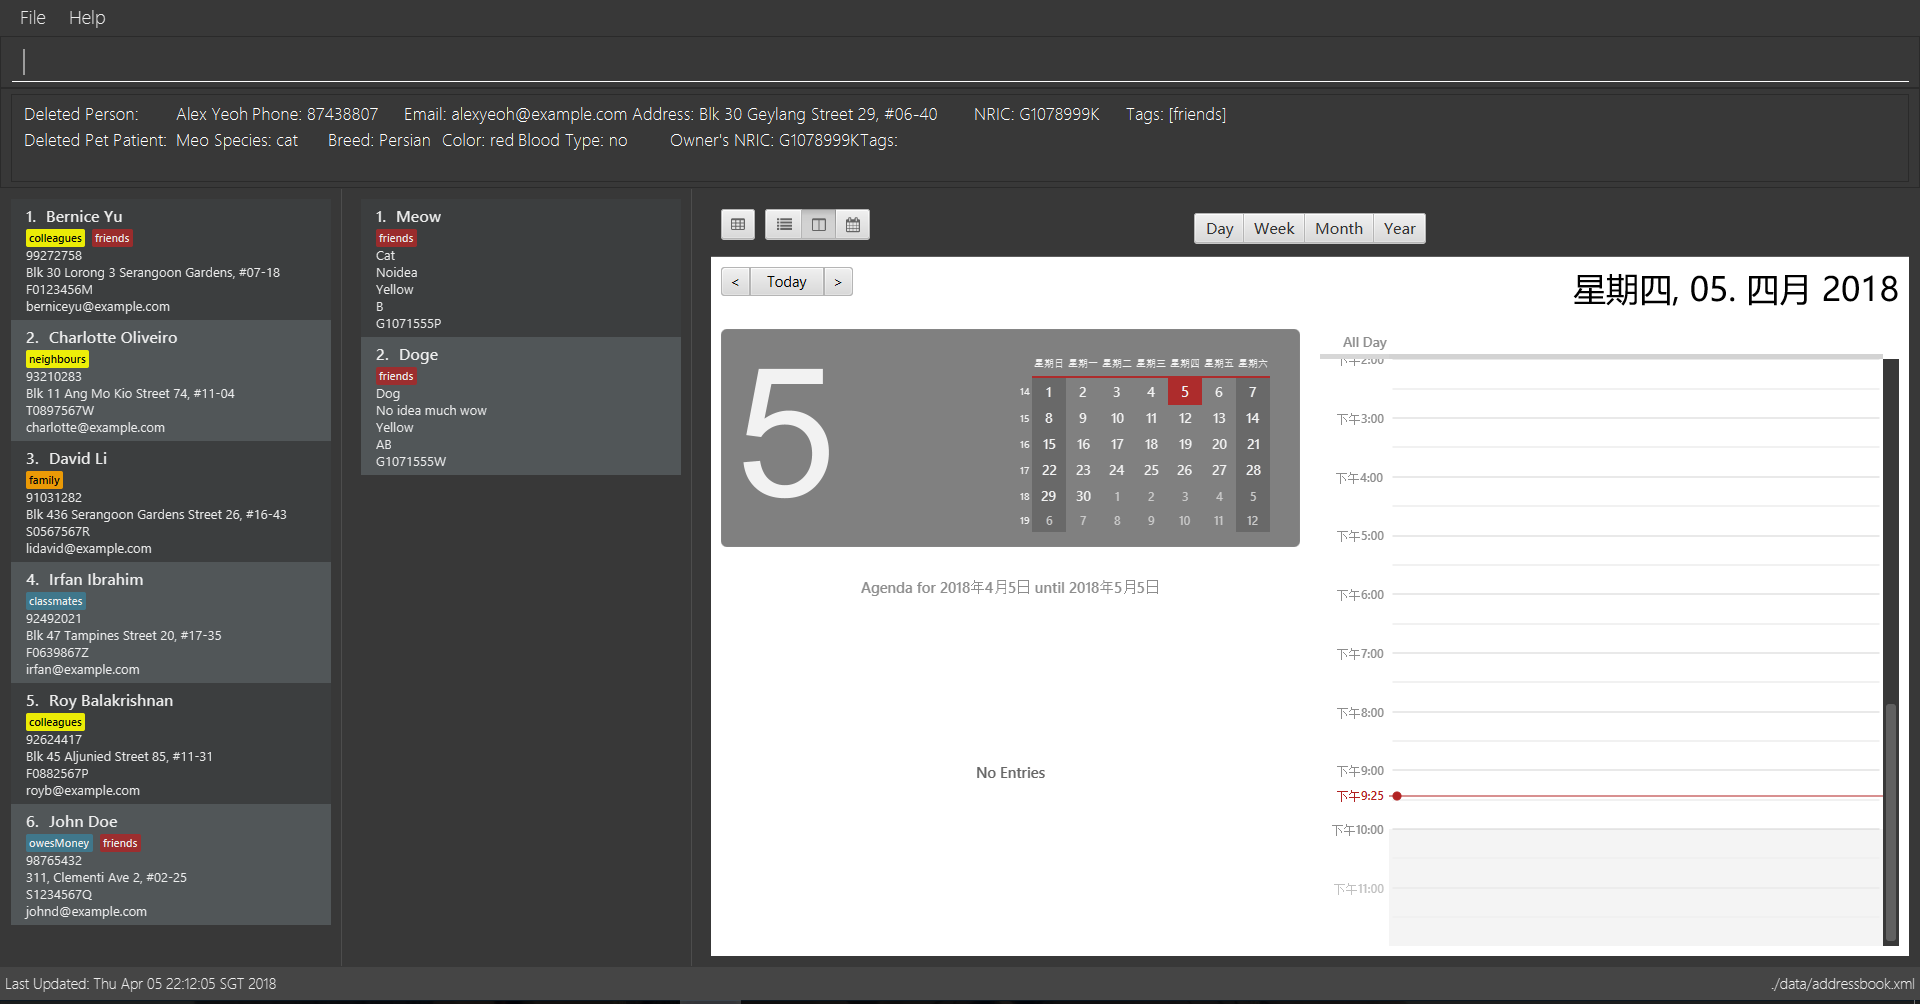 File Help
Deleted Person: Alex Yeoh Phone: 87438807 Email: alexyeoh@example.com Address: Blk 30 Geylang Street 29, #06-40 NRIC: G1078999K Tags: [friends]
Deleted Pet Patient: Meo Species: cat Breed: Persian Color: red Blood Type: no Owner's NRIC: G1078999KTags:
1. Bernice Yu
colleagues friends
99272758
Blk 30 Lorong 3 Serangoon Gardens, #07-18
F0123456M
berniceyu@example.com
2. Charlotte Oliveiro
neighbours
93210283
Blk 11 Ang Mo Kio Street 74, #11-04
T0897567W
charlotte@example.com
3. David Li
family
91031282
Blk 436 Serangoon Gardens Street 26, #16-43
S0567567R
lidavid@example.com
4. Irfan Ibrahim
classmates
92492021
Blk 47 Tampines Street 20, #17-35
F0639867Z
irfan@example.com
5. Roy Balakrishnan
colleagues
92624417
Blk 45 Aljunied Street 85, #11-31
F0882567P
royb@example.com
6. John Doe
owesMoney friends
98765432
311, Clementi Ave 2, #02-25
S1234567Q
johnd@example.com
1. Meow
friends
Cat
Noidea
Yellow
B
G1071555P
2. Doge
friends
Dog
No idea much wow
Yellow
AB
G1071555W
Day Week Month Year
< Today >
星期四, 05. 四月 2018
5
星期日 星期一 星期二 星期三 星期四 星期五 星期六
14 1 2 3 4 5 6 7
15 8 9 10 11 12 13 14
16 15 16 17 18 19 20 21
17 22 23 24 25 26 27 28
18 29 30 1 2 3 4 5
19 6 7 8 9 10 11 12
Agenda for 2018年4月5日 until 2018年5月5日
No Entries
All Day
下午2:00
下午3:00
下午4:00
下午5:00
下午6:00
下午7:00
下午8:00
下午9:00
下午9:25
下午10:00
下午11:00
Last Updated: Thu Apr 05 22:12:05 SGT 2018
./data/addressbook.xml